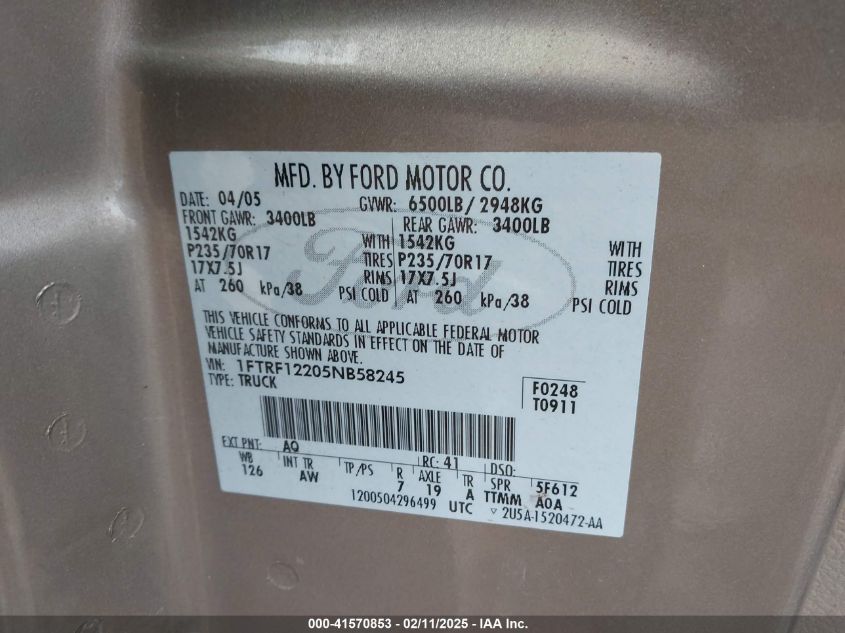 MFD. BY FORD MOTOR CO.
DATE: 04/05 GVWR: 6500LB/ 2948KG
FRONT GAWR: 3400LB REAR GAWR: 3400LB
1542KG WITH 1542KG WITH
P235/70R17 TIRES P235/70R17 TIRES
17X7.5J RIMS 17X7.5J RIMS
AT 260 kPa/38 PSI COLD AT 260 kPa/38 PSI COLD
THIS VEHICLE CONFORMS TO ALL APPLICABLE FEDERAL MOTOR
VEHICLE SAFETY STANDARDS IN EFFECT ON THE DATE OF
MANUFACTURE SHOWN ABOVE.
VIN: 1FTRF12205NB58245
TYPE: TRUCK
F0248
T0911
EXT PNT: AQ RC: 41 DSO:
WB INT TR TP/PS R AXLE TR SPR 5F612
126 AW 7 19 A TTMM A0A
1200504296499 UTC ▽ 2U5A-1520472-AA
Ford
000-41570853 - 02/11/2025 - IAA Inc.